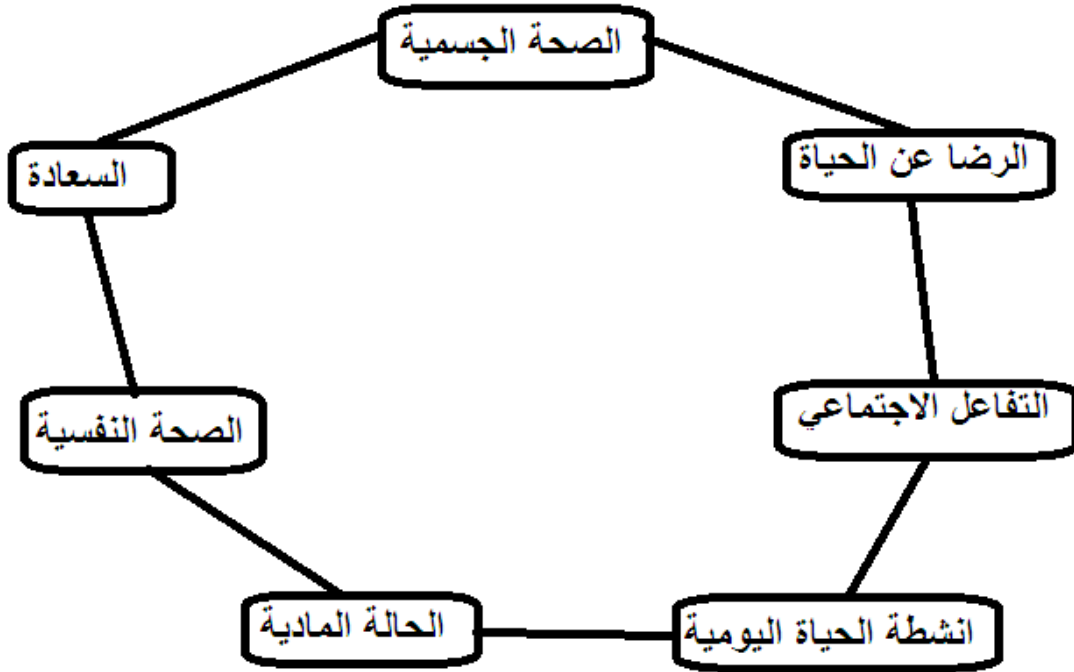 الصحة الجسمية
الرضا عن الحياة
السعادة
التفاعل الاجتماعي
الصحة النفسية
انشطة الحياة اليومية
الحالة المادية